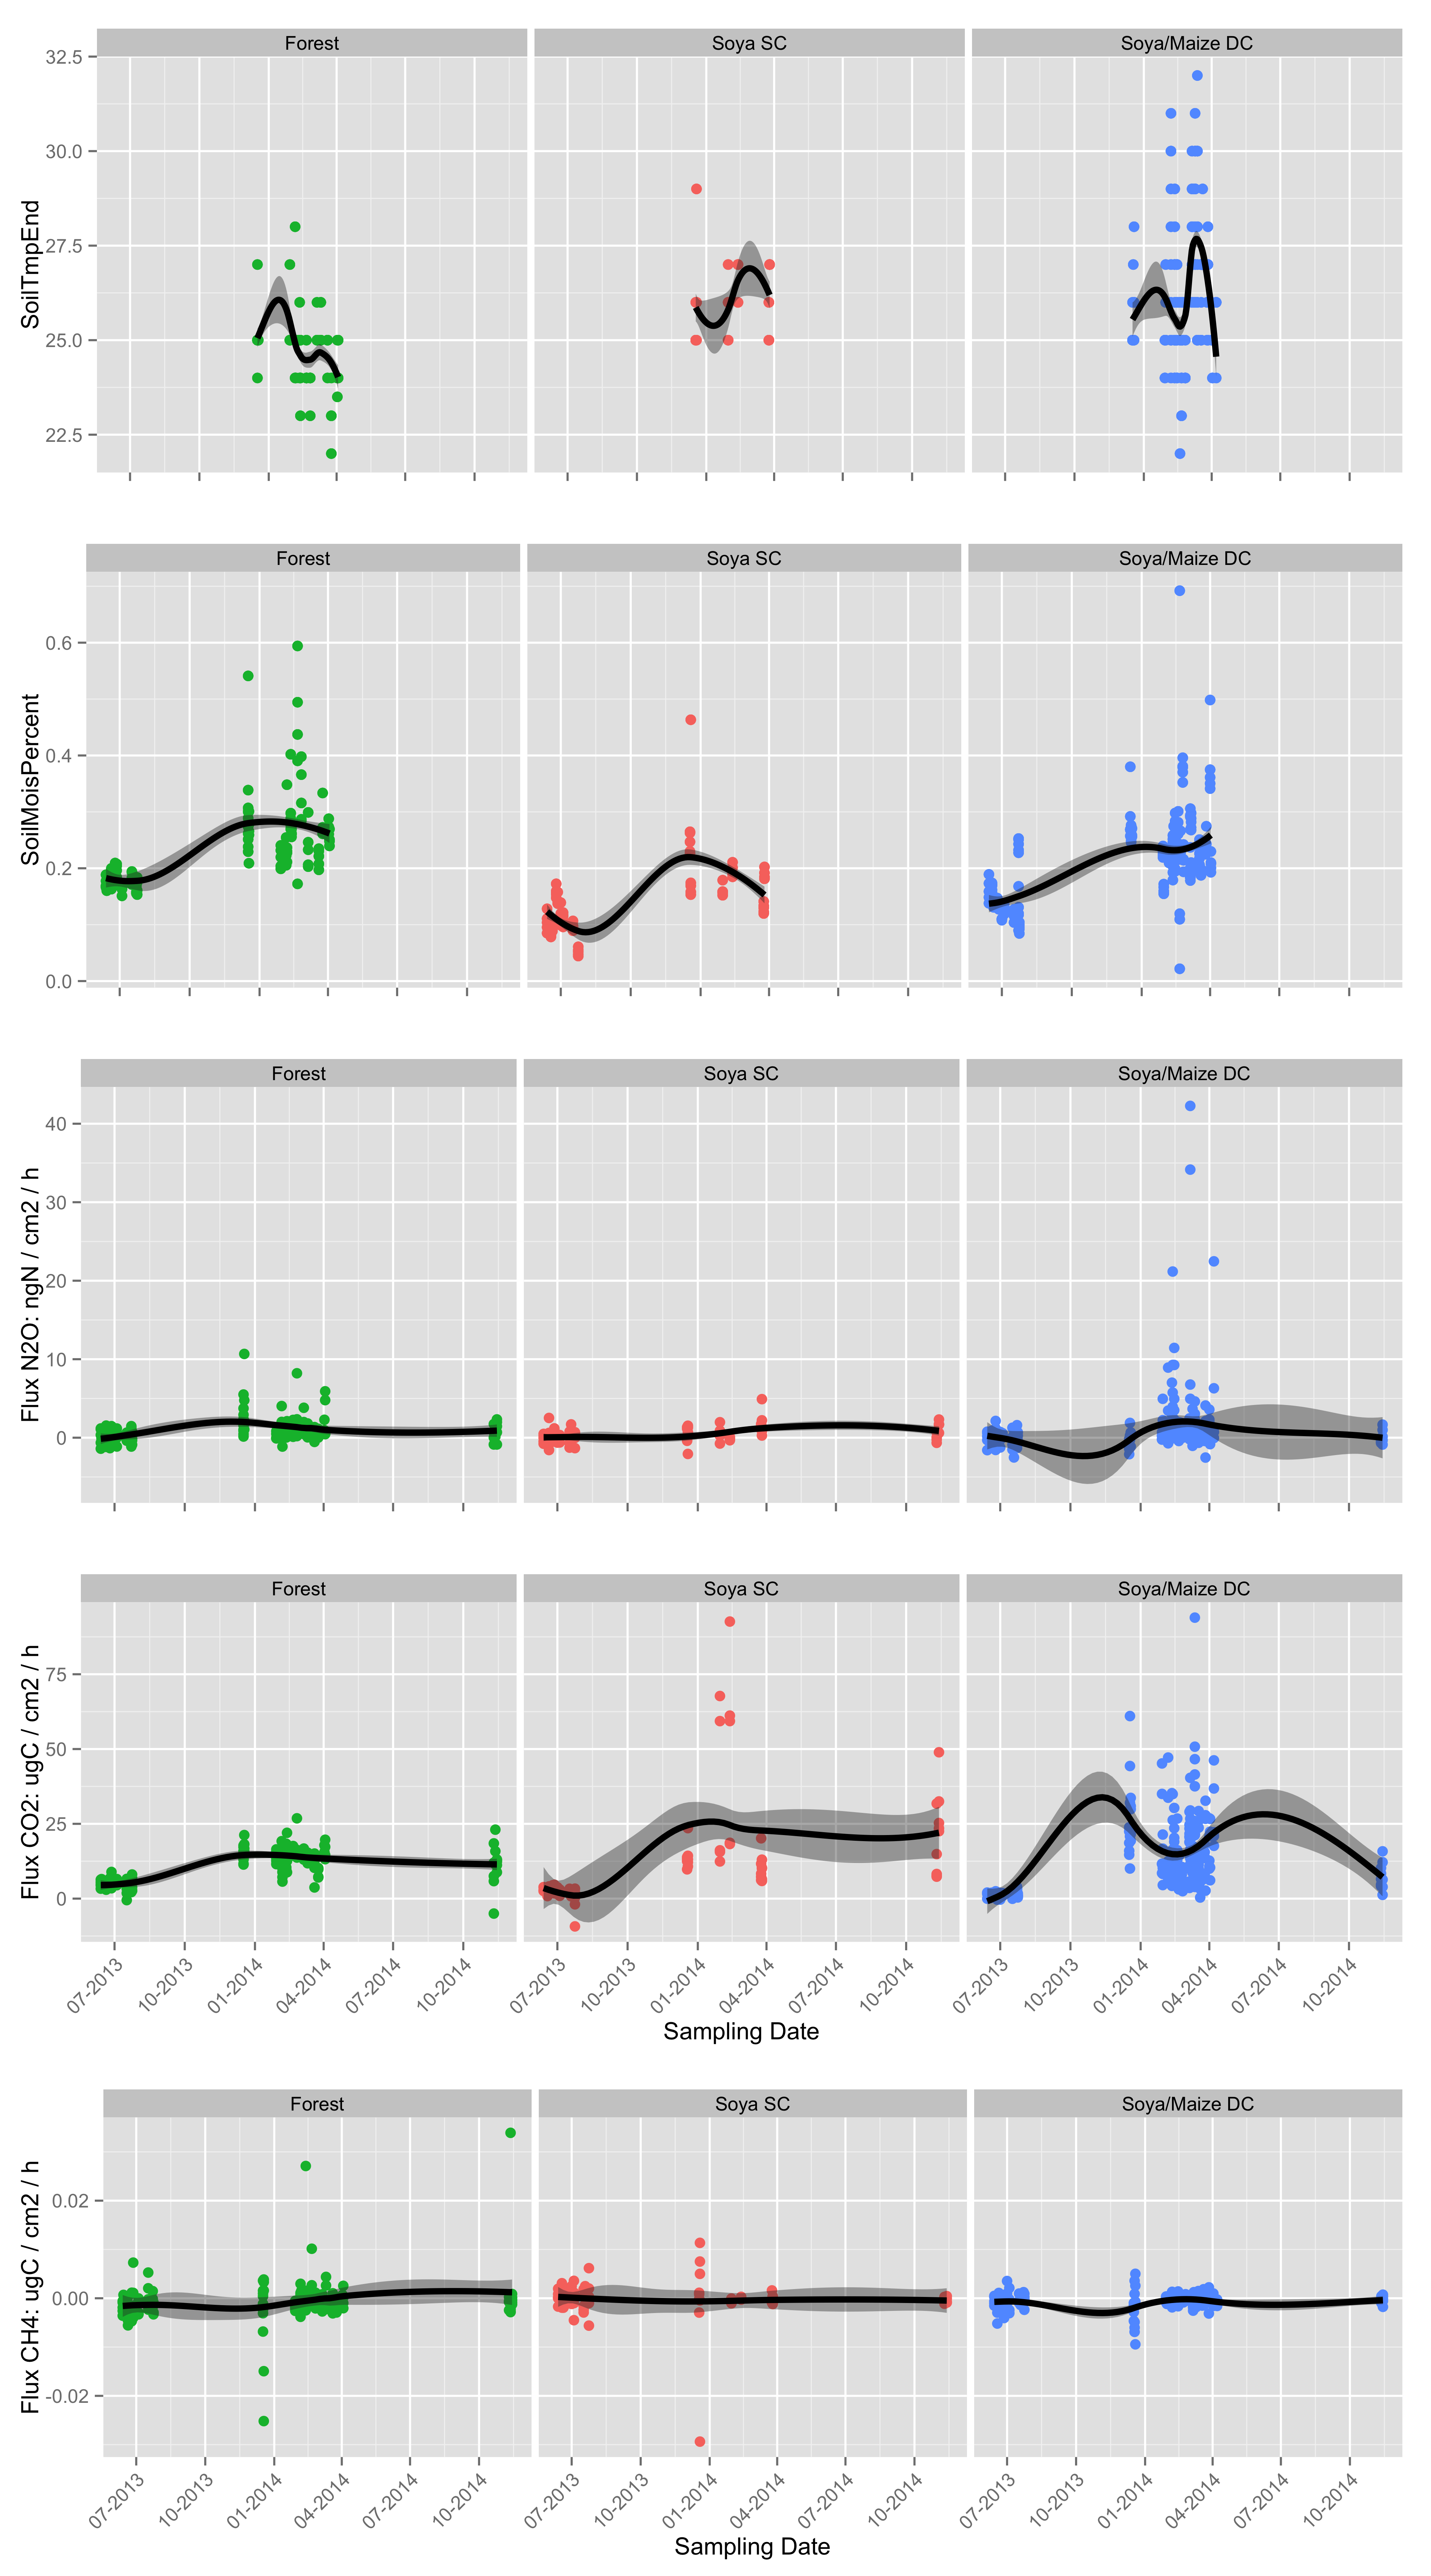 Forest Soya SC Soya/Maize DC
SoilTmpEnd
32.5
30.0
27.5
25.0
22.5
Forest Soya SC Soya/Maize DC
SoilMoisPercent
0.6
0.4
0.2
0.0
Forest Soya SC Soya/Maize DC
Flux N2O: ngN / cm2 / h
40
30
20
10
0
Forest Soya SC Soya/Maize DC
Flux CO2: ugC / cm2 / h
75
50
25
0
07-2013 10-2013 01-2014 04-2014 07-2014 10-2014 07-2013 10-2013 01-2014 04-2014 07-2014 10-2014 07-2013 10-2013 01-2014 04-2014 07-2014 10-2014
Sampling Date
Forest Soya SC Soya/Maize DC
Flux CH4: ugC / cm2 / h
0.02
0.00
-0.02
07-2013 10-2013 01-2014 04-2014 07-2014 10-2014 07-2013 10-2013 01-2014 04-2014 07-2014 10-2014 07-2013 10-2013 01-2014 04-2014 07-2014 10-2014
Sampling Date